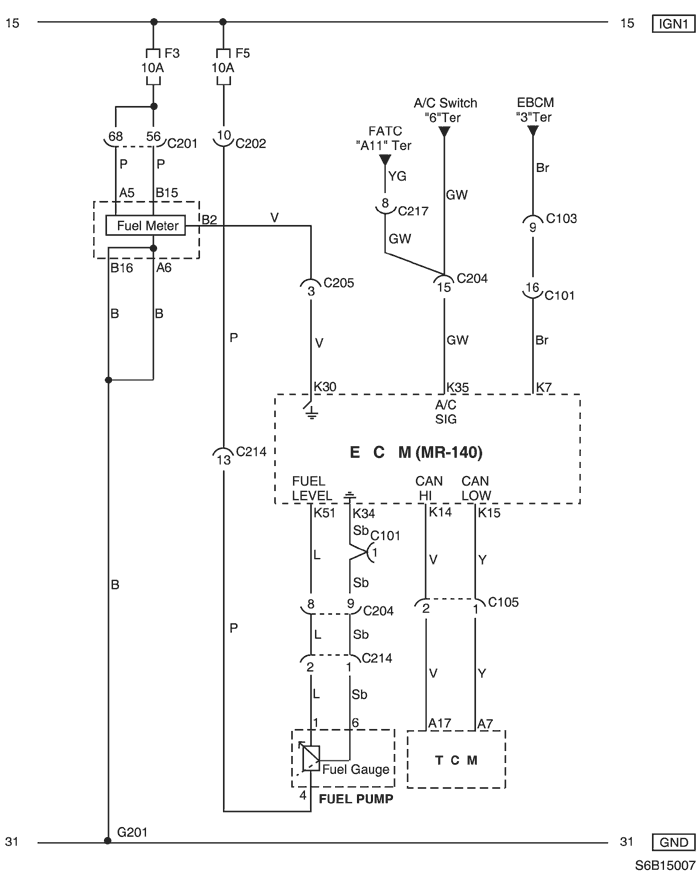 15
15 IGN1
F3
F5
10A
10A
A/C Switch
"6"Ter
EBCM
"3"Ter
FATC
"A11" Ter
68
56
C201
10
C202
P
P
YG
Br
A5
B15
GW
8
C217
Fuel Meter
B2
V
C103
9
GW
B16
A6
C204
15
C205
3
16
C101
B
B
P
V
GW
Br
K30
K35
K7
A/C
SIG
C214
13
E C M (MR-140)
FUEL
LEVEL
CAN
HI
CAN
LOW
K51
K34
K14
K15
Sb
C101
1
L
V
Y
Sb
B
8
9
C204
2
1
C105
P
L
Sb
C214
2
1
V
Y
L
Sb
1
6
A17
A7
Fuel Gauge
T C M
4
FUEL PUMP
G201
31
31 GND
S6B15007